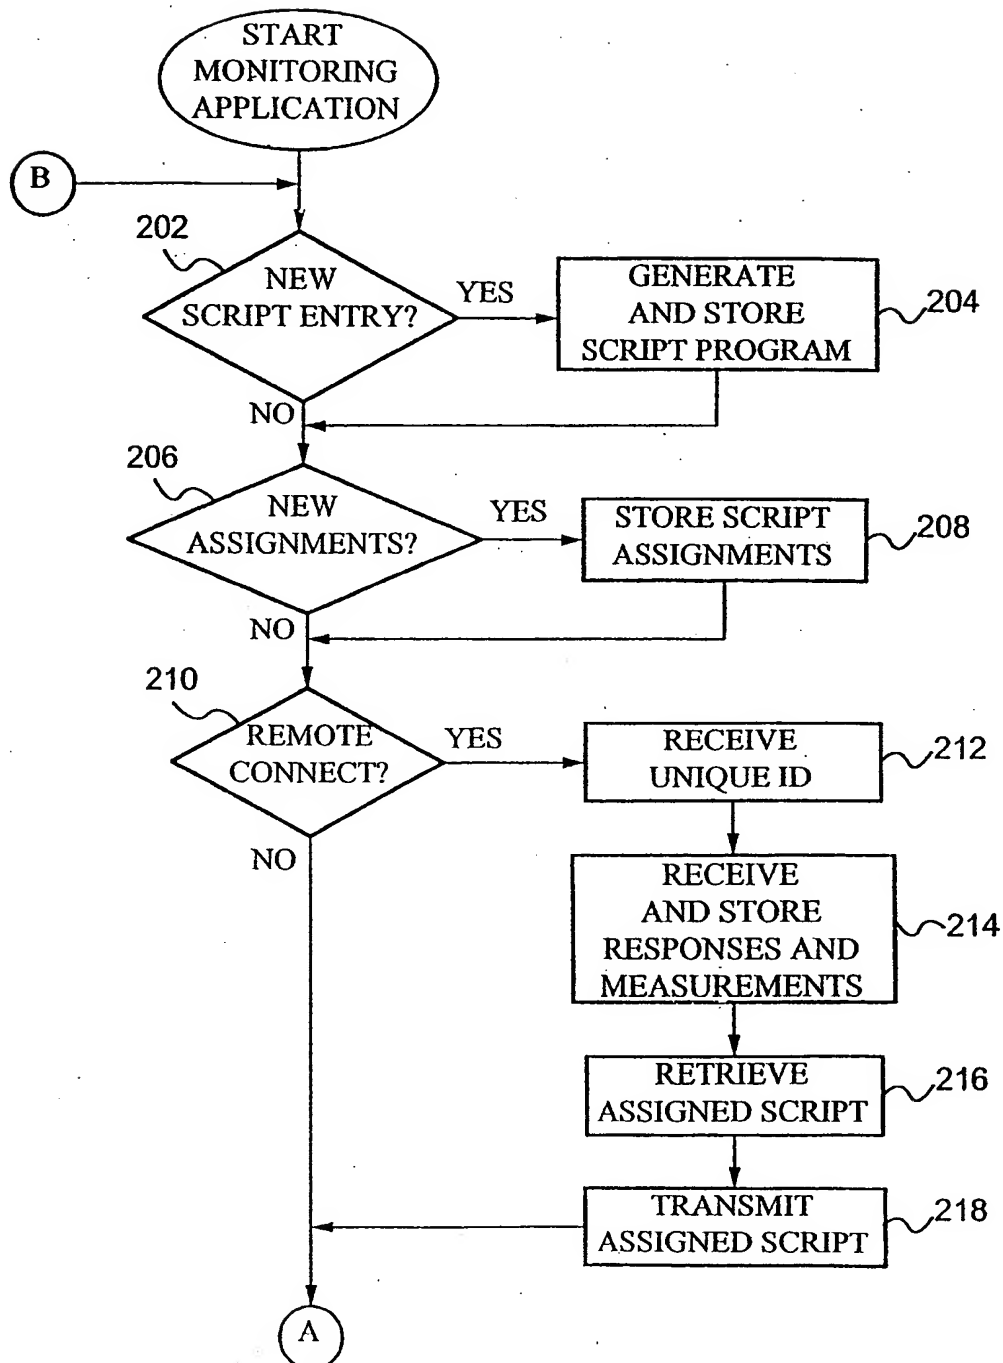 START
MONITORING
APPLICATION
B
202
NEW
SCRIPT ENTRY?
YES
GENERATE
AND STORE
SCRIPT PROGRAM
204
NO
206
NEW
ASSIGNMENTS?
YES
STORE SCRIPT
ASSIGNMENTS
208
NO
210
REMOTE
CONNECT?
YES
RECEIVE
UNIQUE ID
212
NO
RECEIVE
AND STORE
RESPONSES AND
MEASUREMENTS
214
RETRIEVE
ASSIGNED SCRIPT
216
TRANSMIT
ASSIGNED SCRIPT
218
A